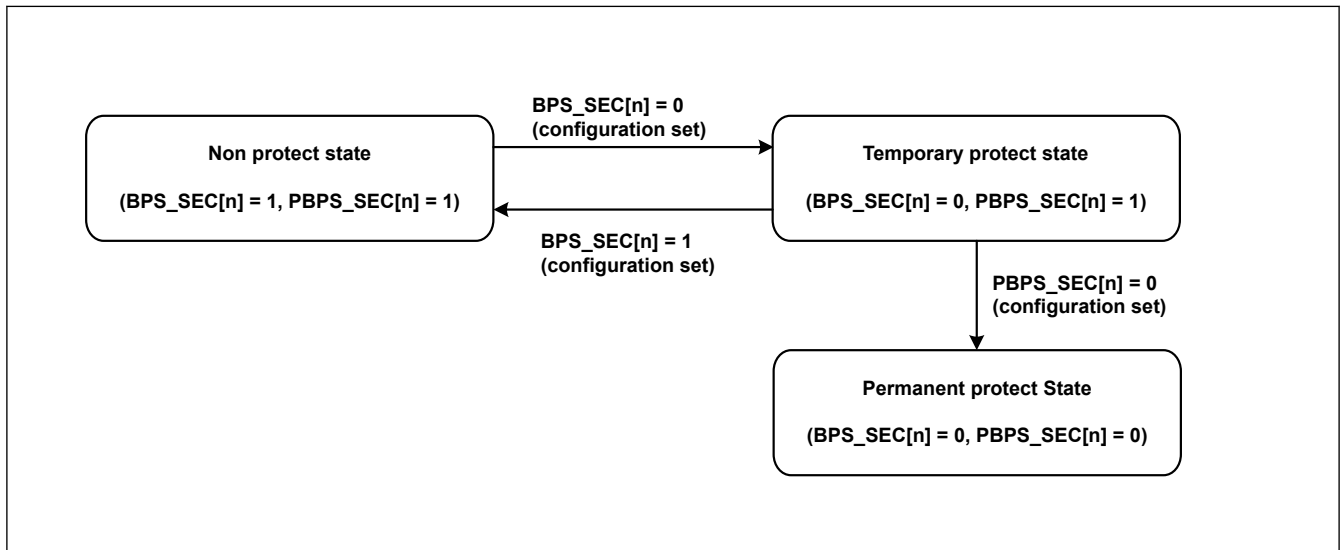 BPS_SEC[n] = 0
(configuration set)
Non protect state
(BPS_SEC[n] = 1, PBPS_SEC[n] = 1)
Temporary protect state
(BPS_SEC[n] = 0, PBPS_SEC[n] = 1)
BPS_SEC[n] = 1
(configuration set)
PBPS_SEC[n] = 0
(configuration set)
Permanent protect State
(BPS_SEC[n] = 0, PBPS_SEC[n] = 0)